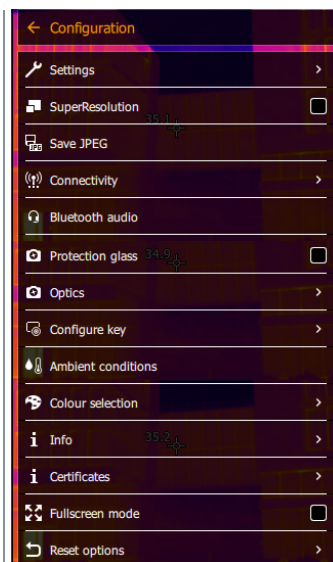 Configuration
Settings
SuperResolution
35.1
JPG
Save JPEG
Connectivity
Bluetooth audio
Protection glass
34.9
Optics
Configure key
Ambient conditions
Colour selection
Info
35.2
Certificates
Fullscreen mode
Reset options